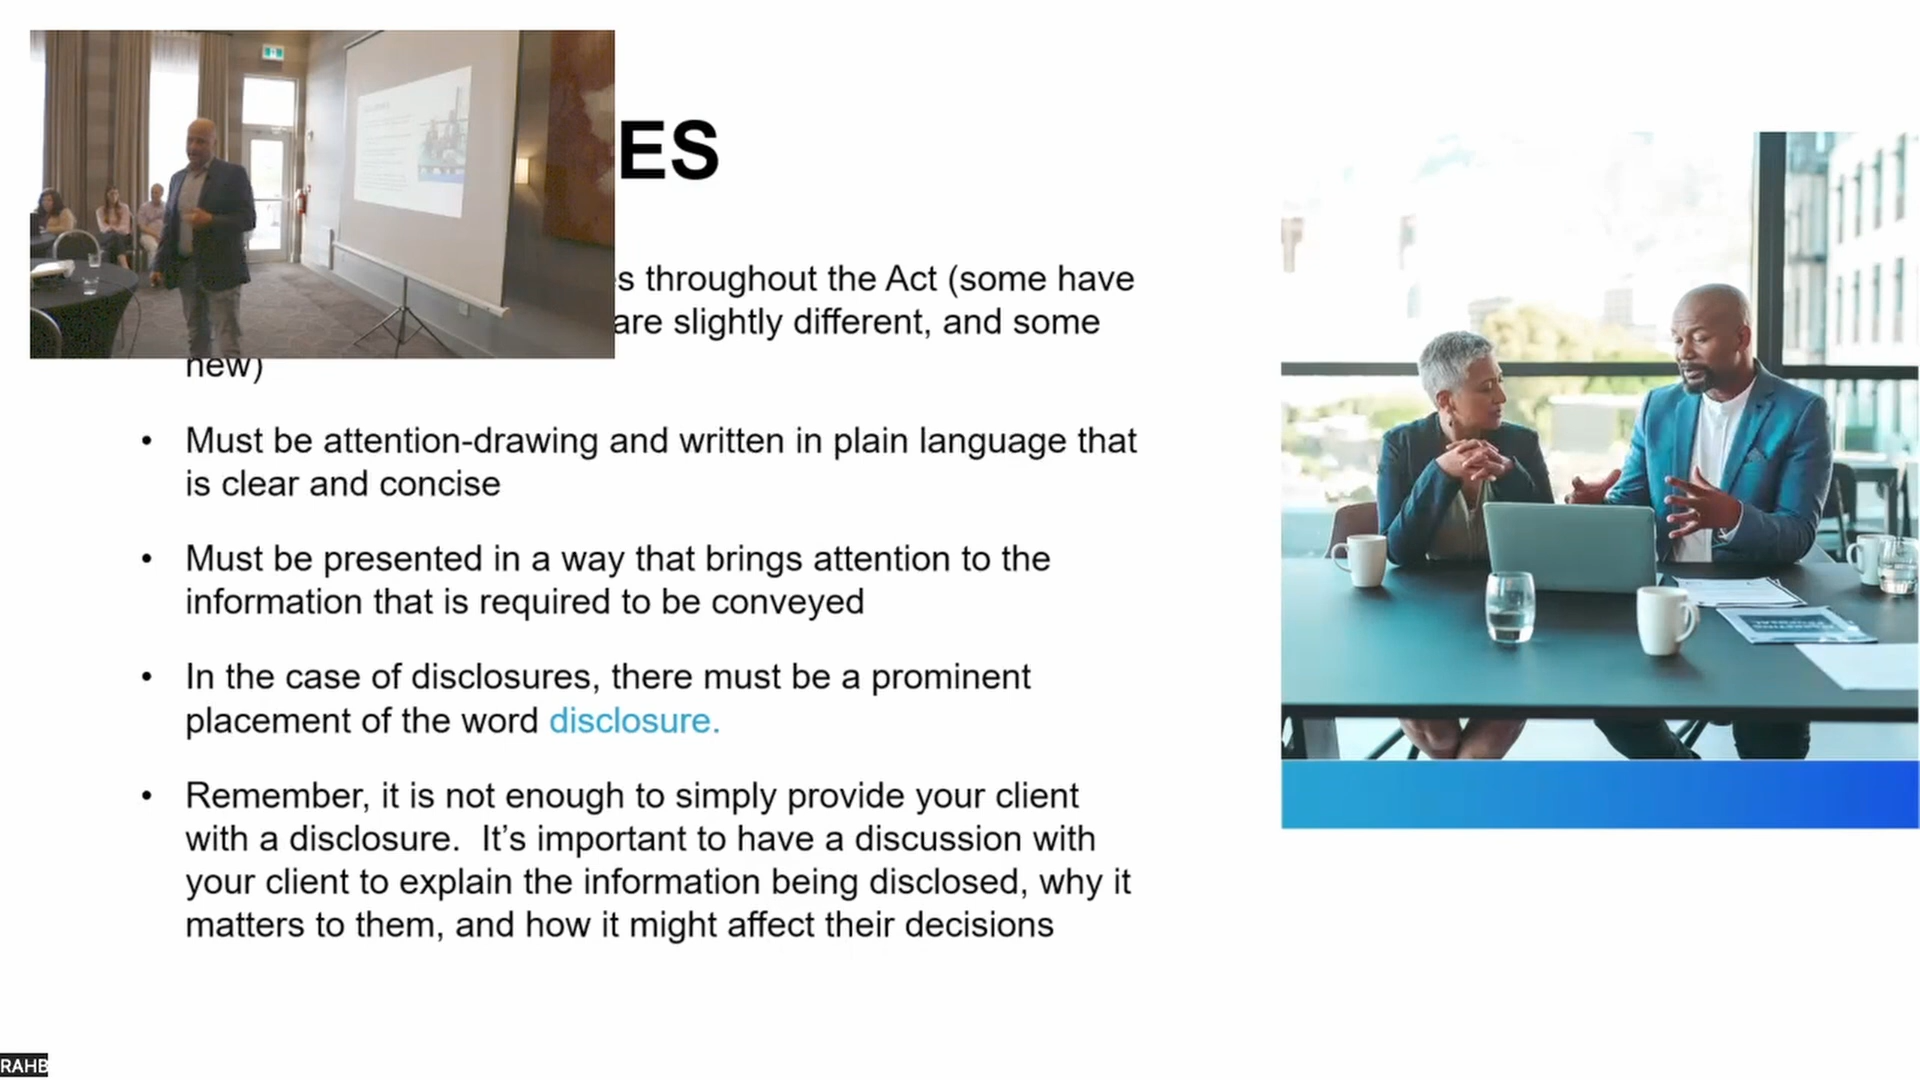 ES
s throughout the Act (some have
are slightly different, and some
new)
• Must be attention-drawing and written in plain language that
is clear and concise
• Must be presented in a way that brings attention to the
information that is required to be conveyed
• In the case of disclosures, there must be a prominent
placement of the word disclosure.
• Remember, it is not enough to simply provide your client
with a disclosure. It’s important to have a discussion with
your client to explain the information being disclosed, why it
matters to them, and how it might affect their decisions
RAHB